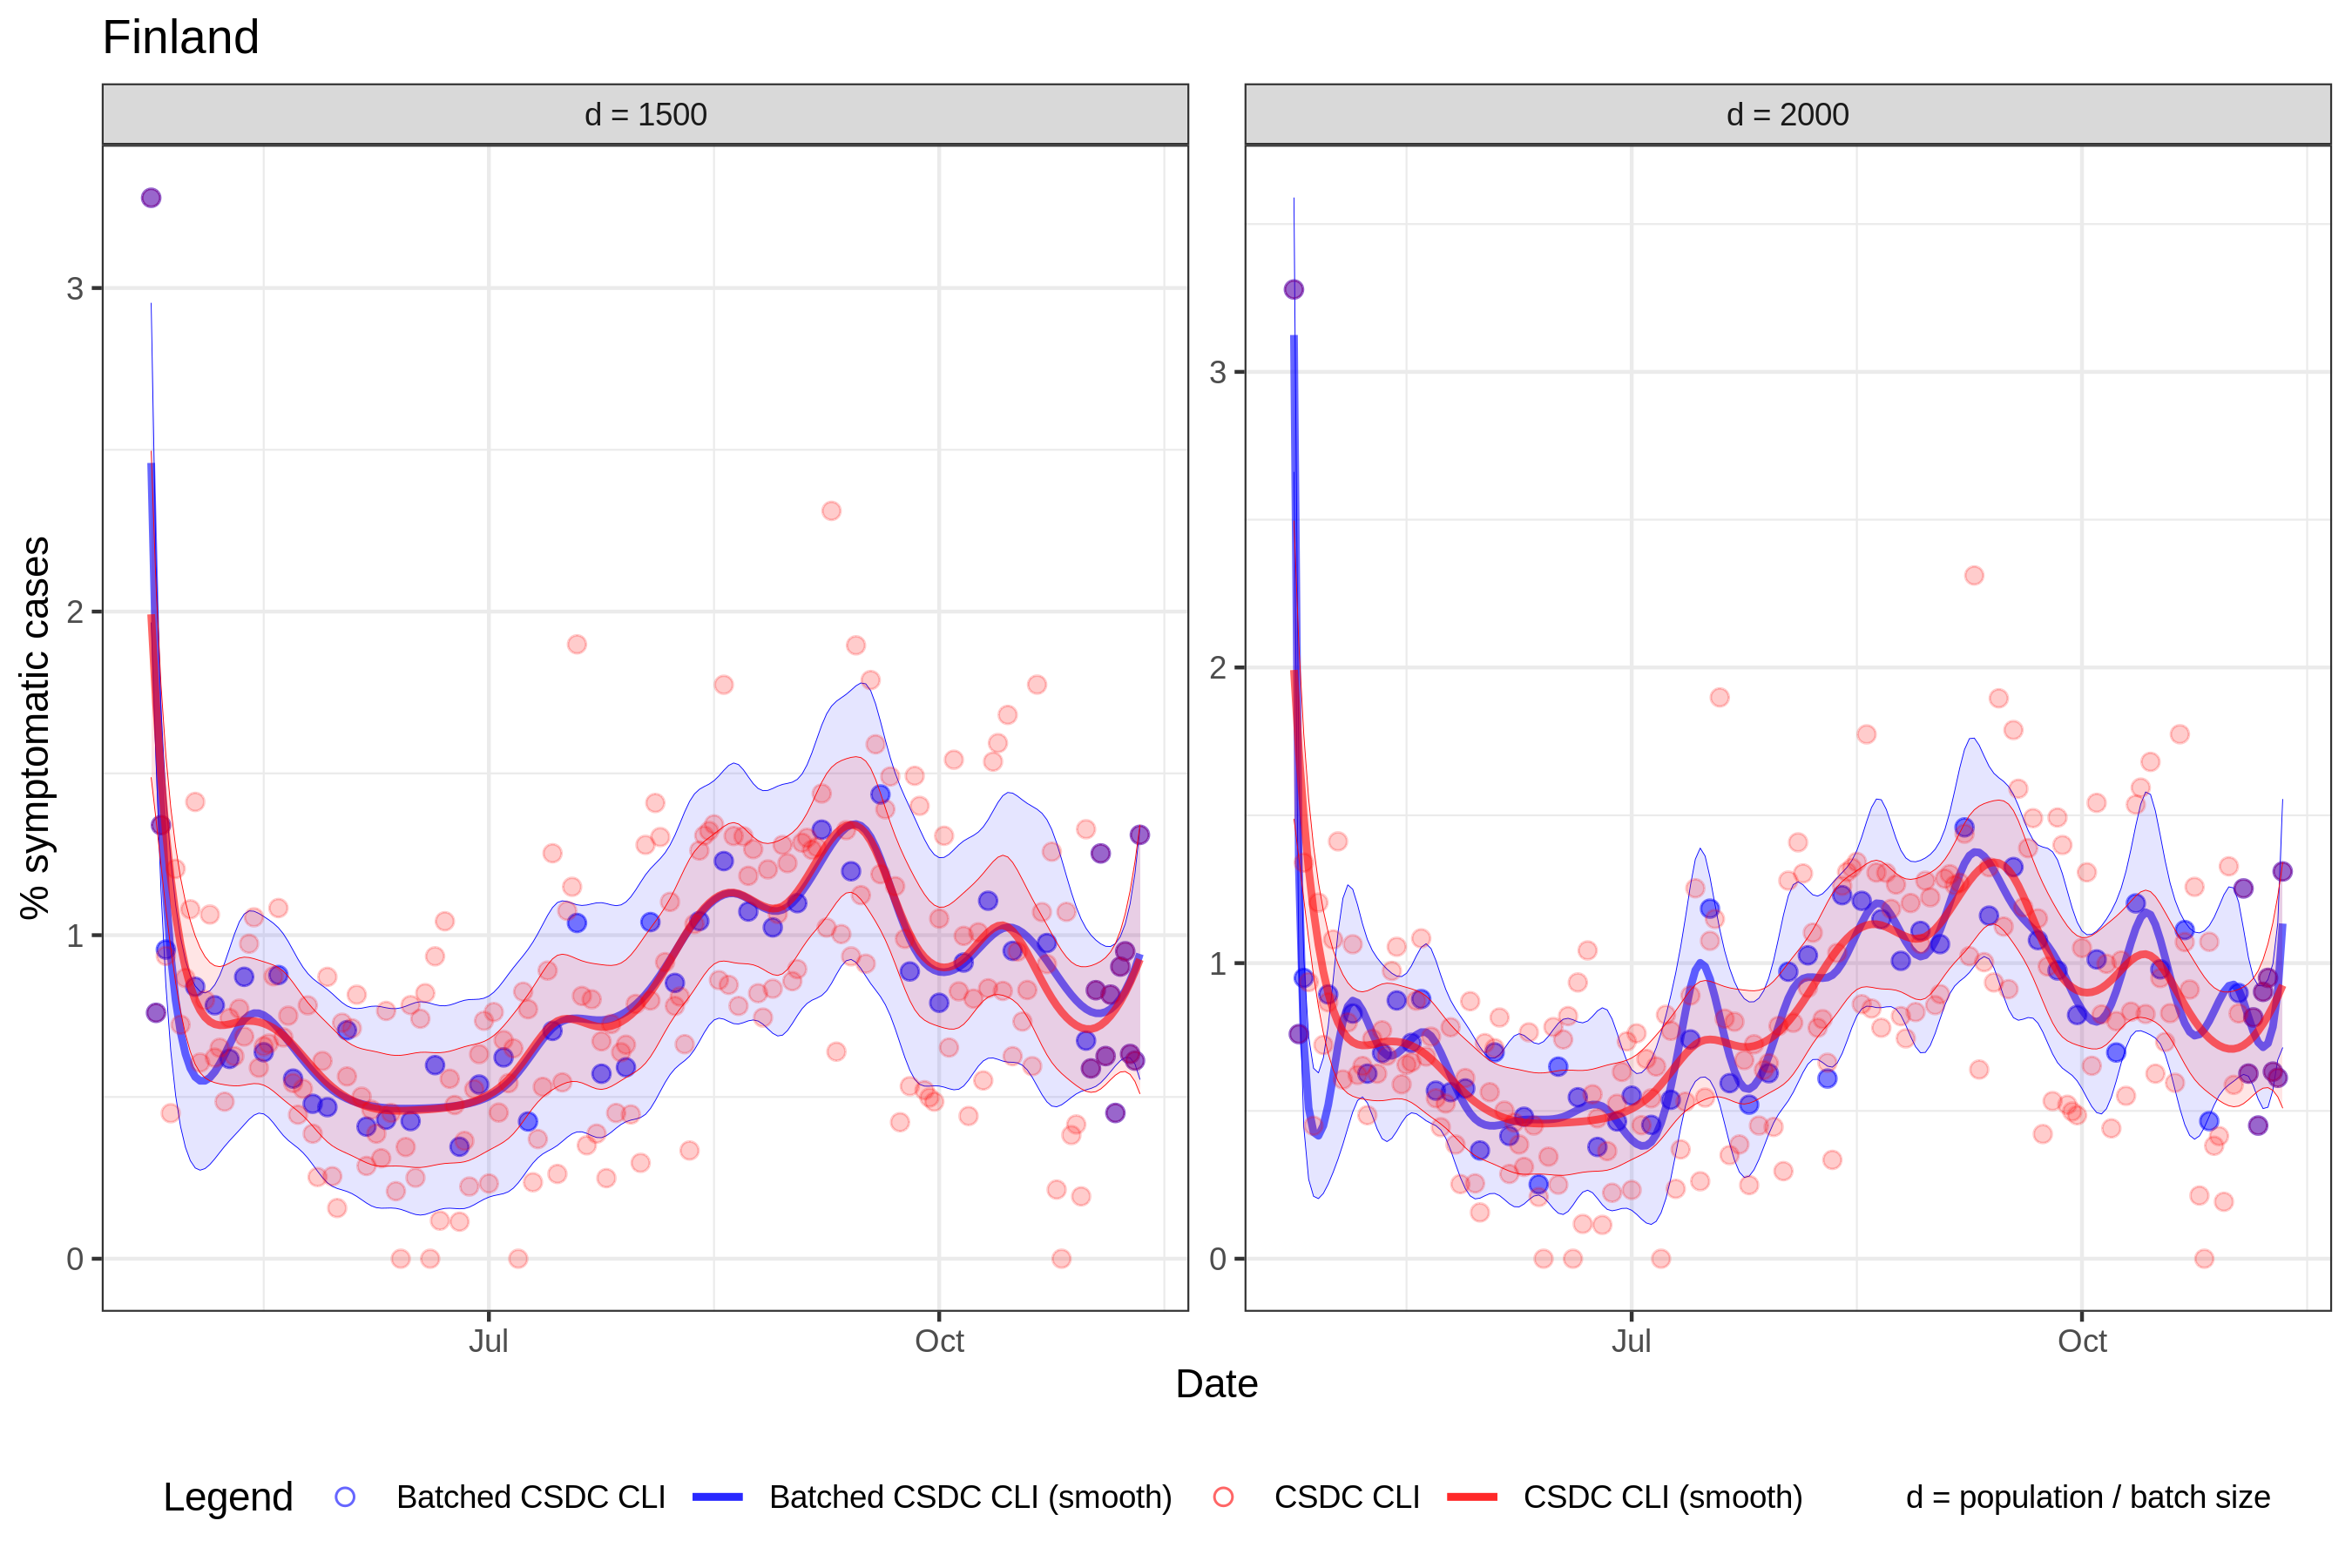 Finland
d = 1500
d = 2000
% symptomatic cases
3
2
1
0
3
2
1
0
Jul
Oct
Jul
Oct
Date
Legend Batched CSDC CLI Batched CSDC CLI (smooth) CSDC CLI CSDC CLI (smooth) d = population / batch size